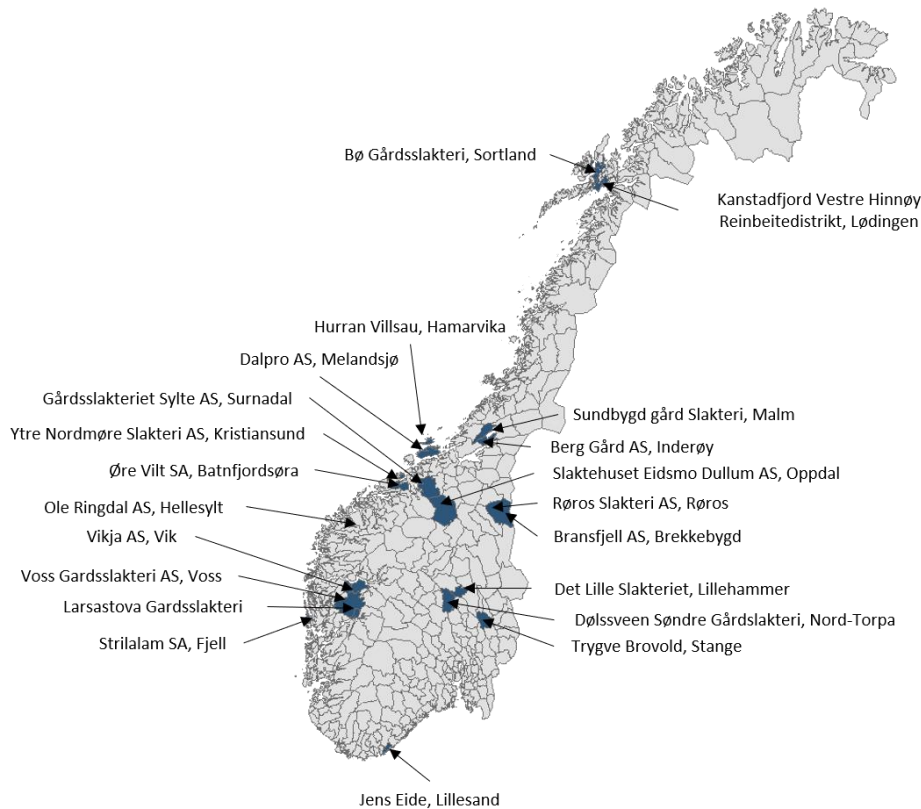 Bø Gårdsslakteri, Sortland
Kanstadfjord Vestre Hinnøy
Reinbeitedistrikt, Lødingen
Hurran Villsau, Hamarvika
Dalpro AS, Melandsjø
Gårdsslakteriet Sylte AS, Surnadal
Ytre Nordmøre Slakteri AS, Kristiansund
Øre Vilt SA, Batnfjordsøra
Ole Ringdal AS, Hellesylt
Vikja AS, Vik
Voss Gardsslakteri AS, Voss
Larsastova Gardsslakteri
Strilalam SA, Fjell
Sundbygd gård Slakteri, Malm
Berg Gård AS, Inderøy
Slaktehuset Eidsmo Dullum AS, Oppdal
Røros Slakteri AS, Røros
Bransfjell AS, Brekkebygd
Det Lille Slakteriet, Lillehammer
Dølssveen Søndre Gårdslakteri, Nord-Torpa
Trygve Brovold, Stange
Jens Eide, Lillesand